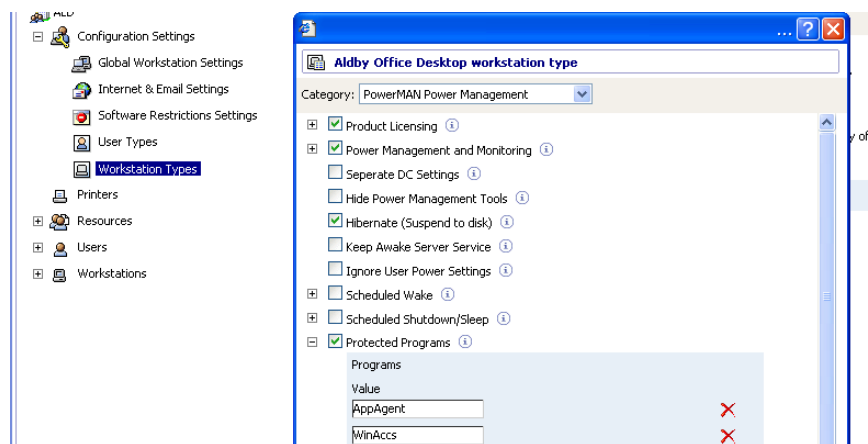 ALD
Configuration Settings
Global Workstation Settings
Internet & Email Settings
Software Restrictions Settings
User Types
Workstation Types
Printers
Resources
Users
Workstations
...
Aldby Office Desktop workstation type
Category: PowerMAN Power Management
Product Licensing
Power Management and Monitoring
Seperate DC Settings
Hide Power Management Tools
Hibernate (Suspend to disk)
Keep Awake Server Service
Ignore User Power Settings
Scheduled Wake
Scheduled Shutdown/Sleep
Protected Programs
Programs
Value
AppAgent
WinAccs
y of